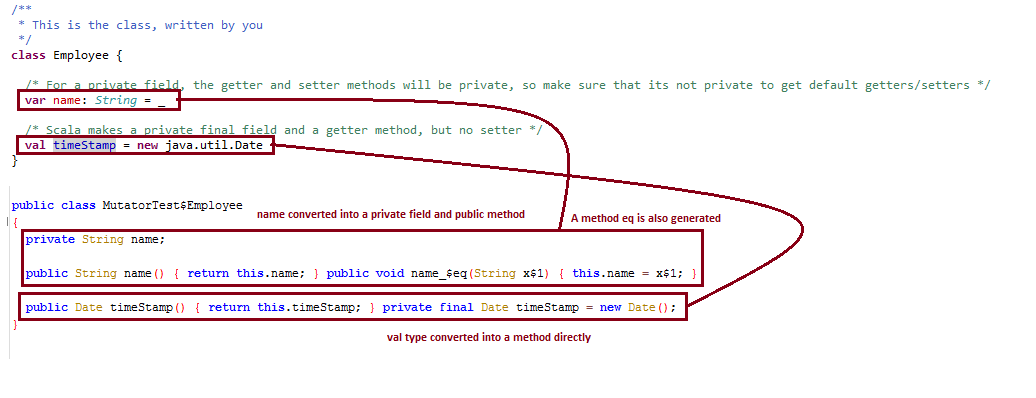 /**
* This is the class, written by you
*/
class Employee {
/* For a private field, the getter and setter methods will be private, so make sure that its not private to get default getters/setters */
var name: String = _
/* Scala makes a private final field and a getter method, but no setter */
val timeStamp = new java.util.Date
}
public class MutatorTest$Employee
name converted into a private field and public method
A method eq is also generated
{
private String name;
public String name() { return this.name; } public void name_$eq(String x$1) { this.name = x$1; }
public Date timeStamp() { return this.timeStamp; } private final Date timeStamp = new Date();
}
val type converted into a method directly